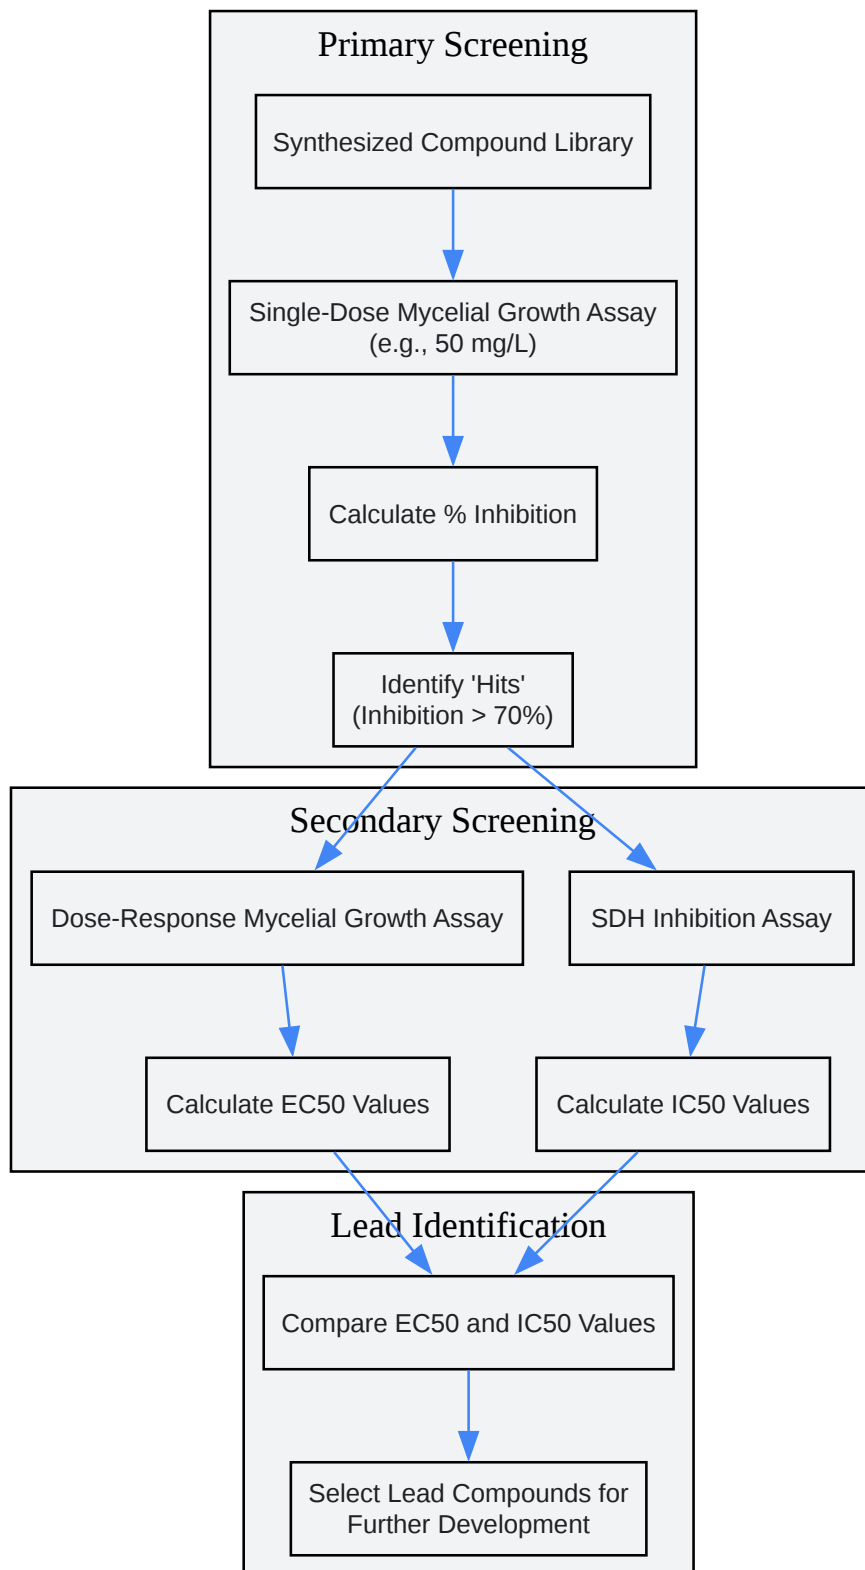 Primary Screening
Synthesized Compound Library
Single-Dose Mycelial Growth Assay
(e.g., 50 mg/L)
Calculate % Inhibition
Identify 'Hits'
(Inhibition > 70%)
Secondary Screening
Dose-Response Mycelial Growth Assay
SDH Inhibition Assay
Calculate EC50 Values
Calculate IC50 Values
Lead Identification
Compare EC50 and IC50 Values
Select Lead Compounds for
Further Development